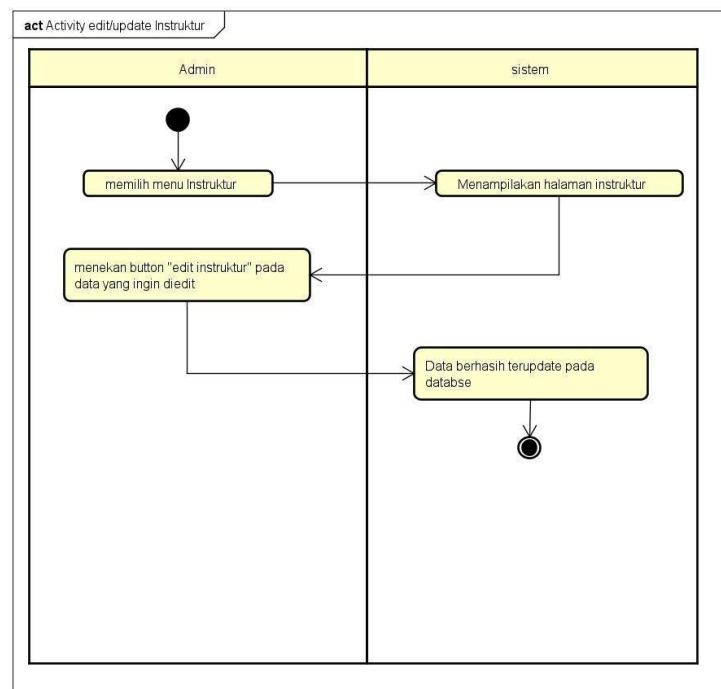 act Activity edit/update Instruktur
Admin
sistem
memilih menu Instruktur
Menampilakan halaman instruktur
menekan button "edit instruktur" pada
data yang ingin diedit
Data berhasih terupdate pada
databse